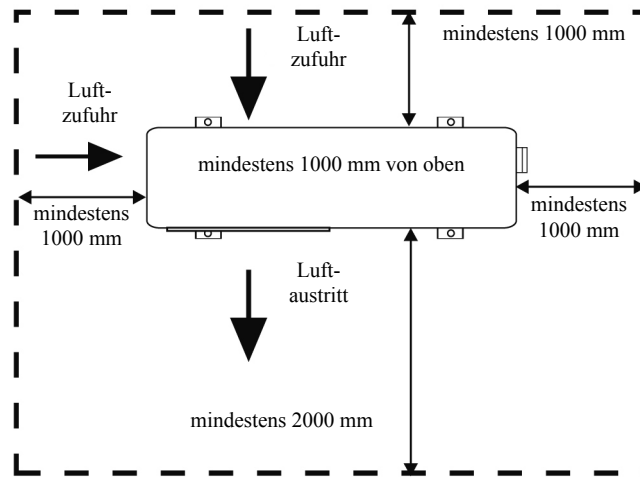 Luft-
zufuhr
mindestens 1000 mm
Luft-
zufuhr
mindestens 1000 mm von oben
mindestens
1000 mm
mindestens
1000 mm
Luft-
austritt
mindestens 2000 mm